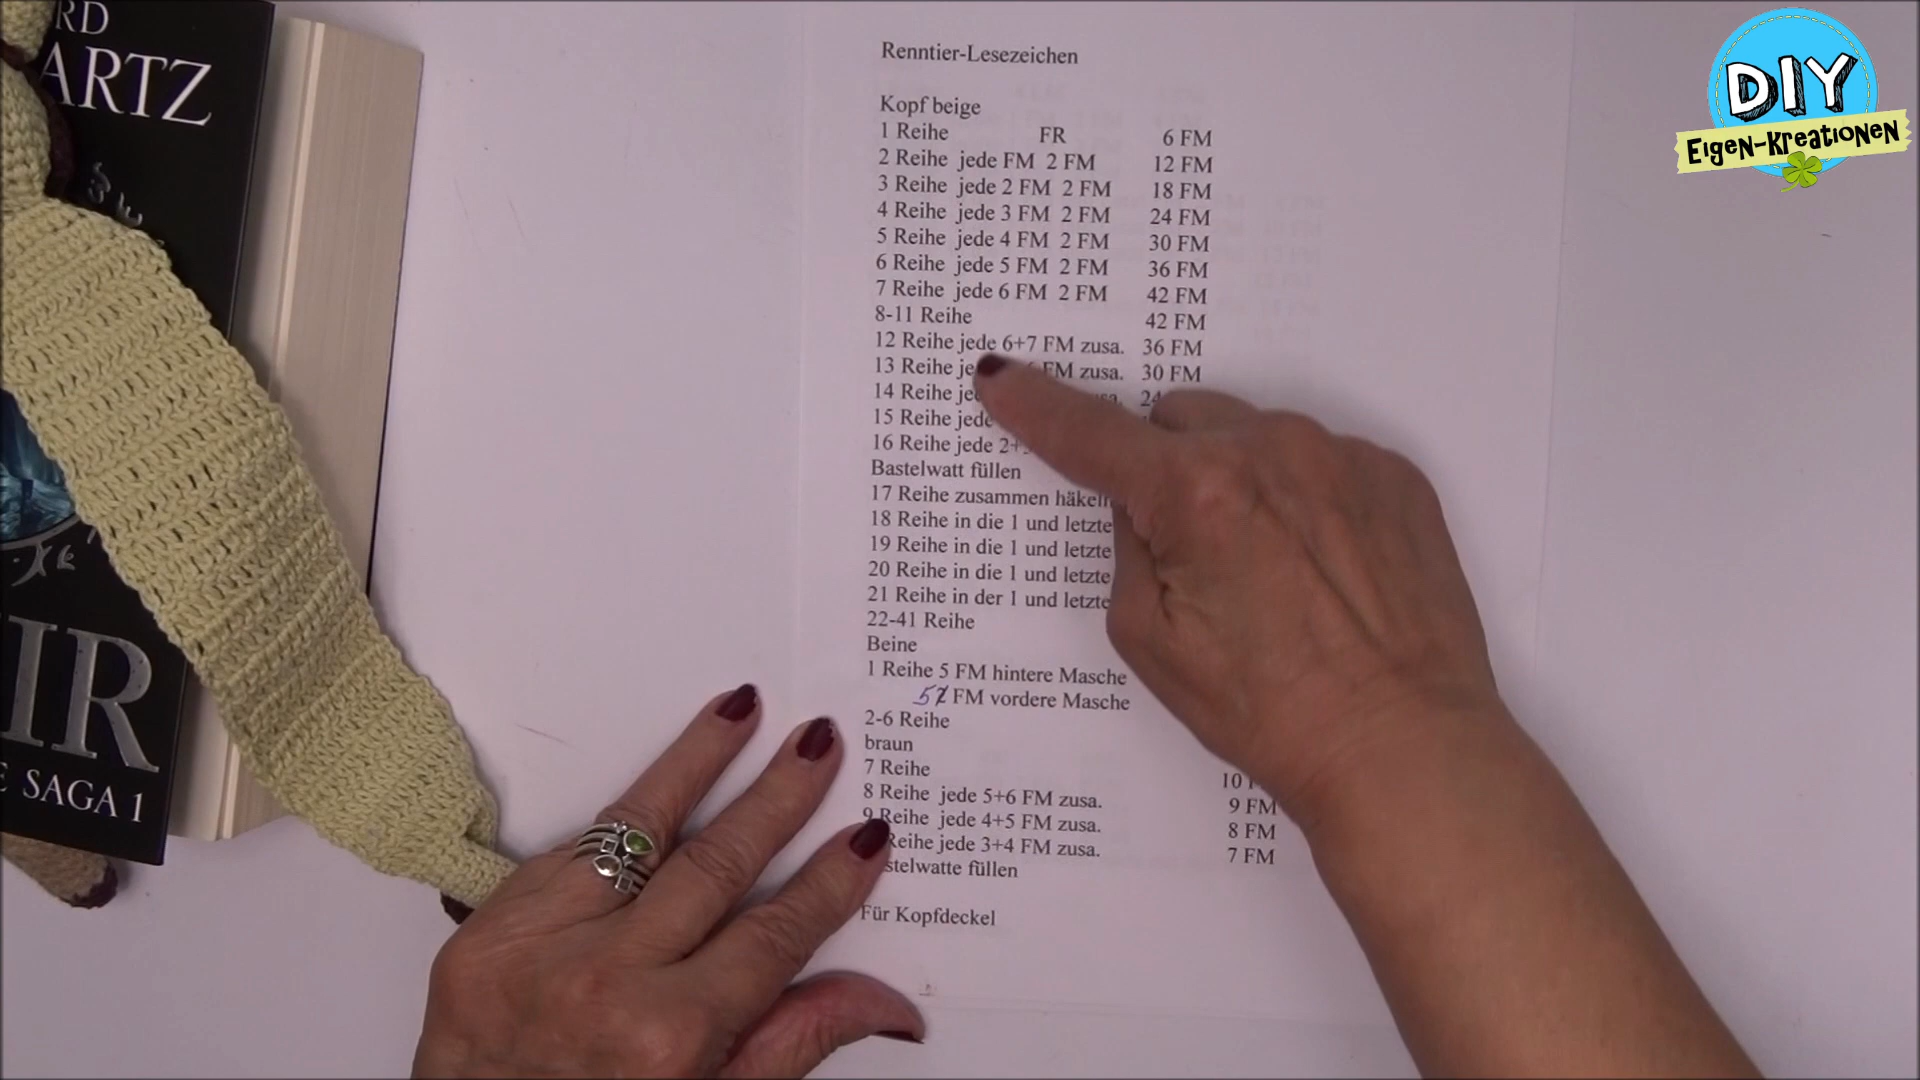 RD
ARTZ
IR
E SAGA 1
DIY
EIGEN-KREATIONEN
Renntier-Lesezeichen
Kopf beige
1 Reihe FR 6 FM
2 Reihe jede FM 2 FM 12 FM
3 Reihe jede 2 FM 2 FM 18 FM
4 Reihe jede 3 FM 2 FM 24 FM
5 Reihe jede 4 FM 2 FM 30 FM
6 Reihe jede 5 FM 2 FM 36 FM
7 Reihe jede 6 FM 2 FM 42 FM
8-11 Reihe 42 FM
12 Reihe jede 6+7 FM zusa. 36 FM
13 Reihe FM zusa. 30 FM
14 Reihe 24
15 Reihe jede
16 Reihe jede 2+
Bastelwatt füllen
17 Reihe zusammen häkeln
18 Reihe in die 1 und letzte
19 Reihe in die 1 und letzte
20 Reihe in die 1 und letzte
21 Reihe in der 1 und letzte
22-41 Reihe
Beine
1 Reihe 5 FM hintere Masche
5 FM vordere Masche
2-6 Reihe
braun
7 Reihe 10
8 Reihe jede 5+6 FM zusa. 9 FM
9 Reihe jede 4+5 FM zusa. 8 FM
Reihe jede 3+4 FM zusa. 7 FM
stelwatte füllen
Für Kopfdeckel